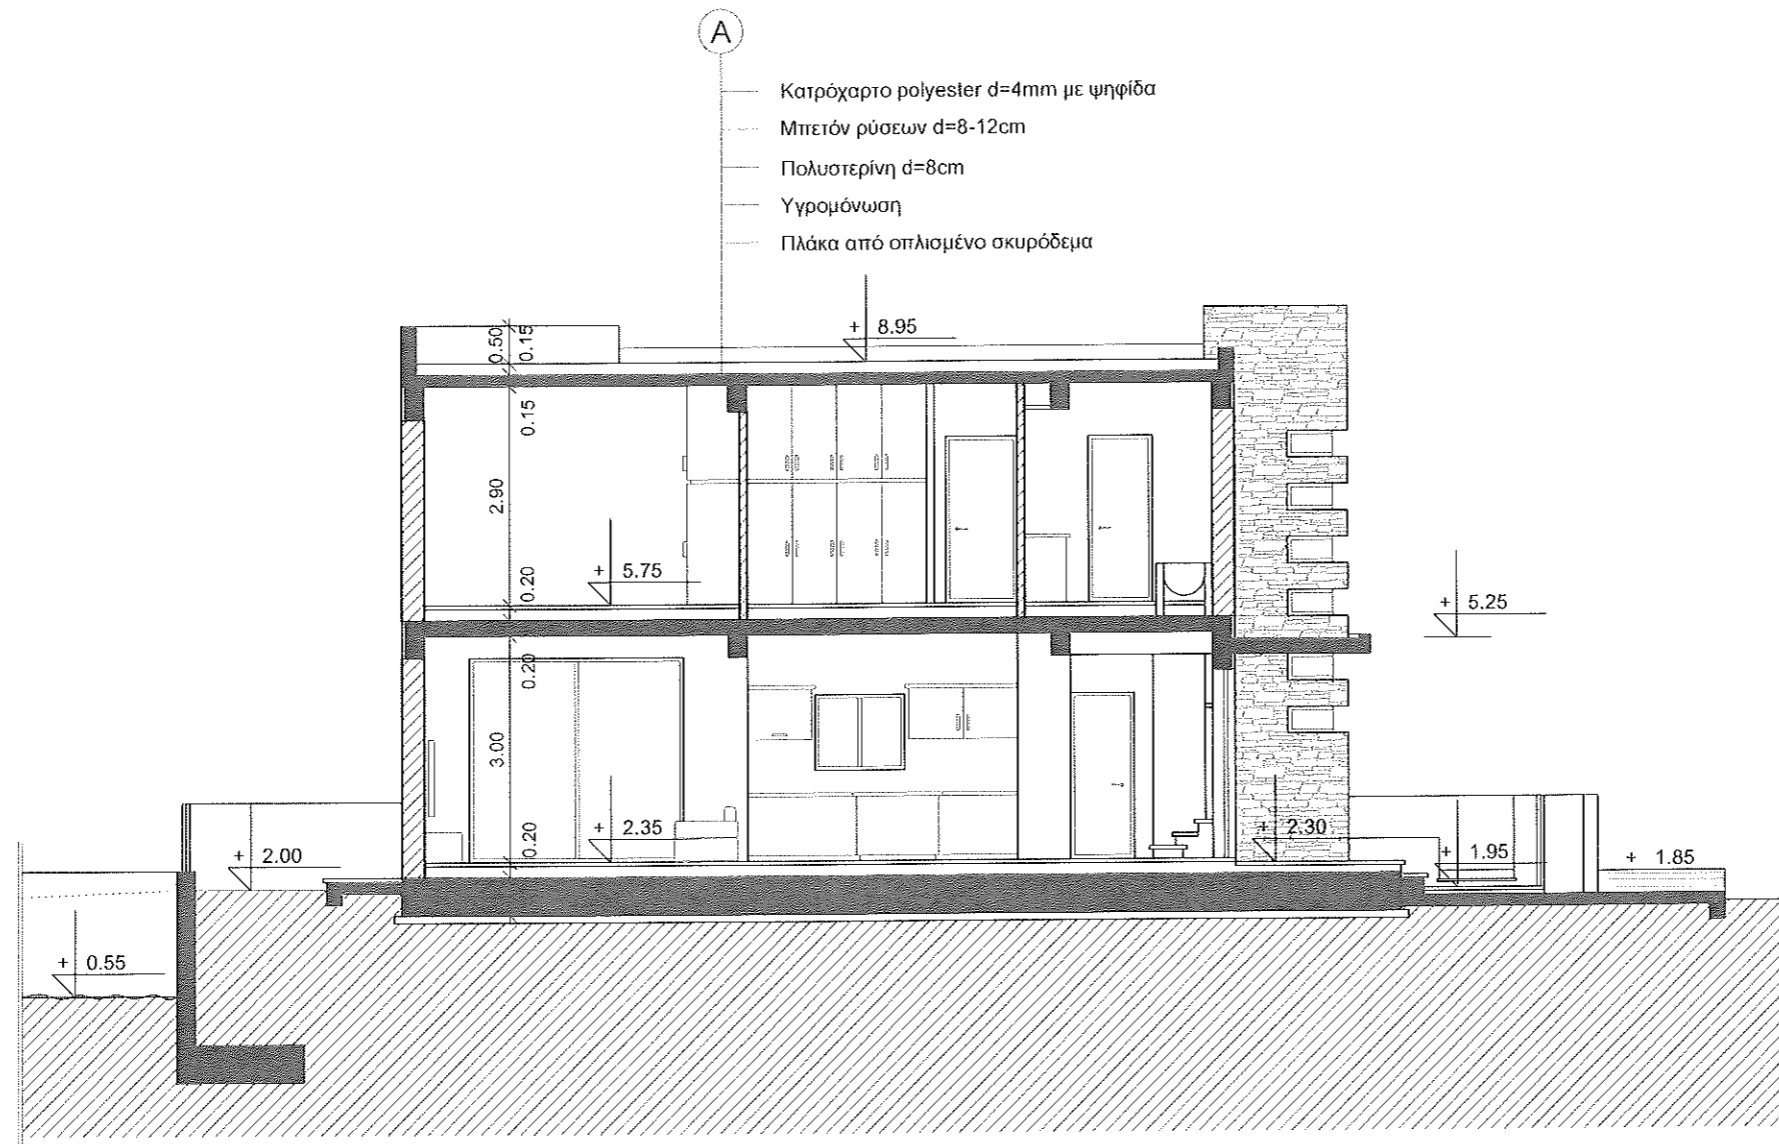 A
Κατρόχαρτο polyester d=4mm με ψηφίδα
Μπετόν ρύσεων d=8-12cm
Πολυστερίνη d=8cm
Υγρομόνωση
Πλάκα από οπλισμένο σκυρόδεμα
+ 8.95
0.50
0.15
0.15
2.90
0.20
+ 5.75
+ 5.25
0.20
3.00
0.20
+ 2.35
+ 2.30
+ 2.00
+ 1.95
+ 1.85
+ 0.55